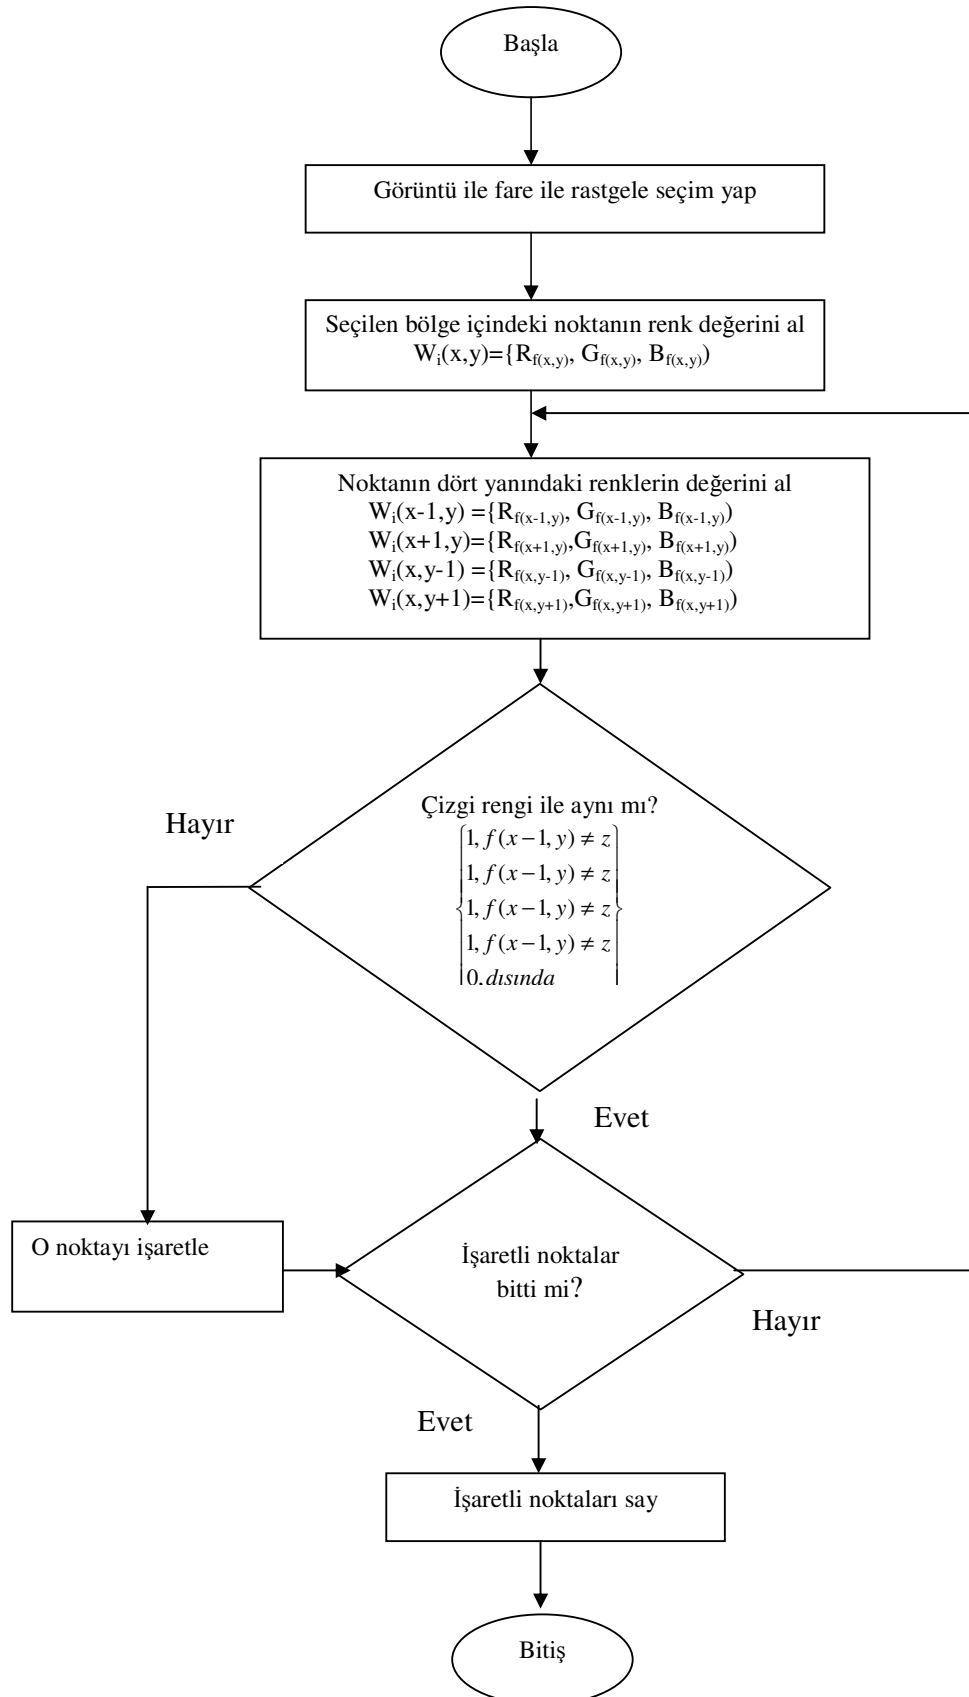 Başla
Görüntü ile fare ile rastgele seçim yap
Seçilen bölge içindeki noktanın renk değerini al
Wi(x,y)={Rf(x,y), Gf(x,y), Bf(x,y))
Noktanın dört yanındaki renklerin değerini al
Wi(x-1,y) ={Rf(x-1,y), Gf(x-1,y), Bf(x-1,y))
Wi(x+1,y)={Rf(x+1,y),Gf(x+1,y), Bf(x+1,y))
Wi(x,y-1) ={Rf(x,y-1), Gf(x,y-1), Bf(x,y-1))
Wi(x,y+1)={Rf(x,y+1),Gf(x,y+1), Bf(x,y+1))
Çizgi rengi ile aynı mı?
Hayır
1, f(x−1, y) ≠ z
1, f(x−1, y) ≠ z
1, f(x−1, y) ≠ z
1, f(x−1, y) ≠ z
0, dısında
Evet
O noktayı işaretle
İşaretli noktalar
bitti mi?
Hayır
Evet
İşaretli noktaları say
Bitiş